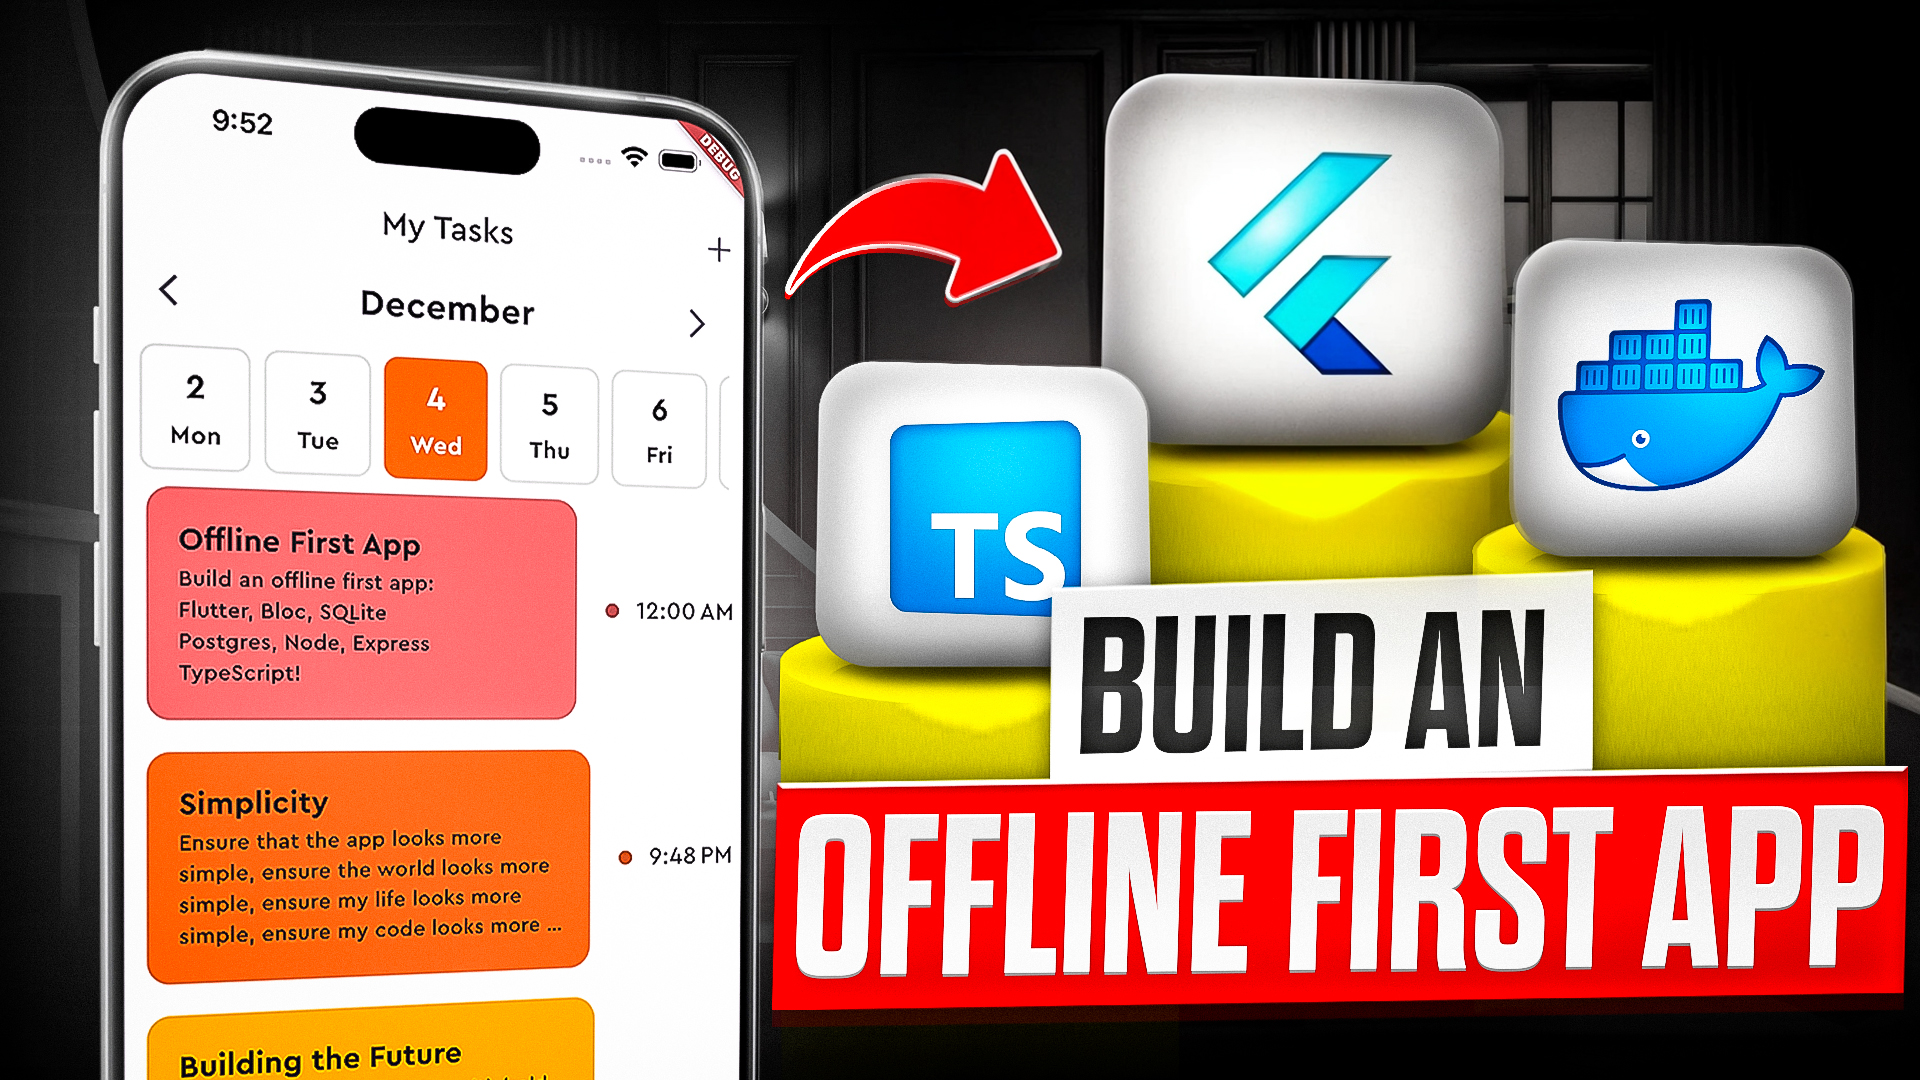 9:52
DEBUG
My Tasks
+
December
2 Mon
3 Tue
4 Wed
5 Thu
6 Fri
Offline First App
Build an offline first app:
Flutter, Bloc, SQLite
Postgres, Node, Express
TypeScript!
12:00 AM
Simplicity
Ensure that the app looks more
simple, ensure the world looks more
simple, ensure my life looks more
simple, ensure my code looks more ...
9:48 PM
Building the Future
TS
BUILD AN
OFFLINE FIRST APP